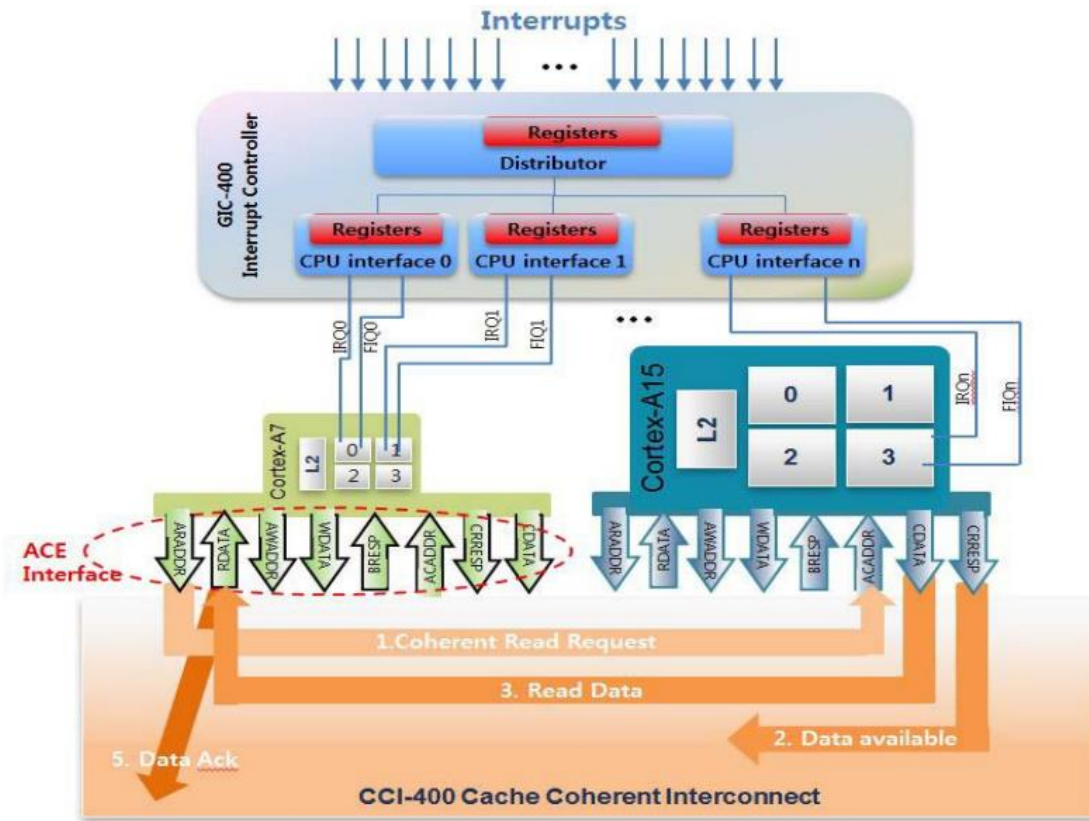 Interrupts
...
GIC-400
Interrupt Controller
Registers
Distributor
Registers
CPU interface 0
Registers
CPU interface 1
Registers
CPU interface n
IRQ0
FIQ0
IRQ1
FIQ1
...
IRQn
FIQn
Cortex-A7
L2
0
1
2
3
Cortex-A15
L2
0
1
2
3
ACE
Interface
ARADDR
RDATA
AWADDR
WDATA
BRESP
ACADDR
CRRESP
CDATA
ARADDR
RDATA
AWADDR
WDATA
BRESP
ACADDR
CDATA
CRRESP
1.Coherent Read Request
3. Read Data
2. Data available
5. Data Ack
CCI-400 Cache Coherent Interconnect